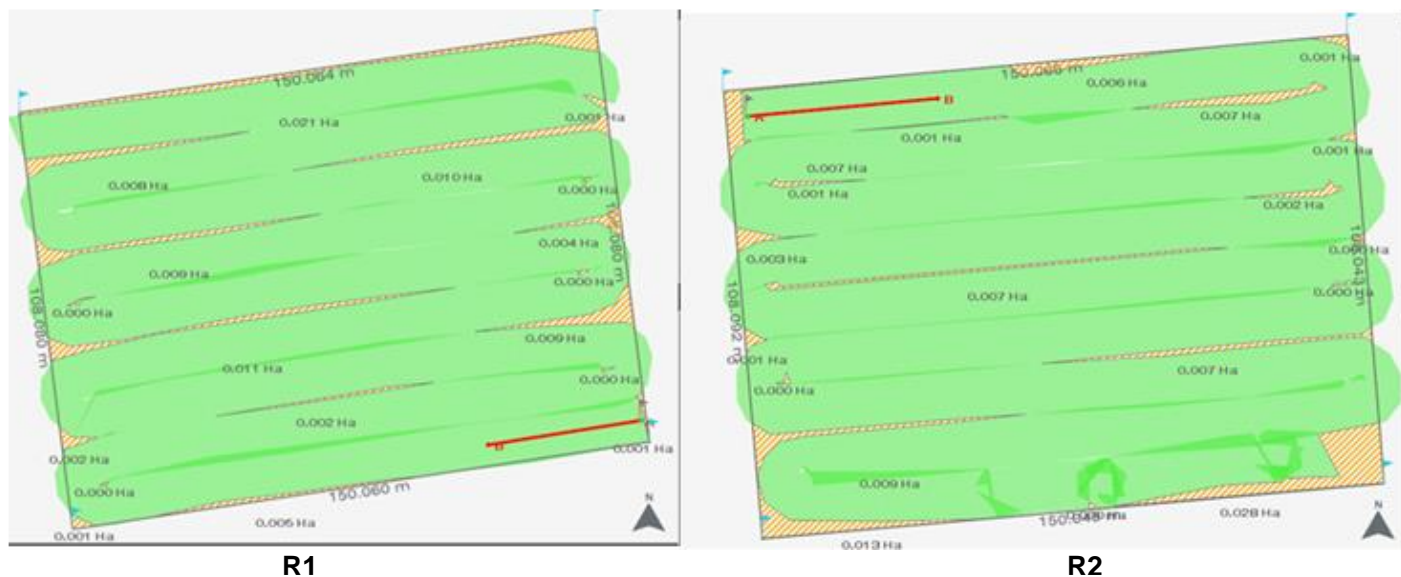 150.064 m
0.021 Ha
0.001 Ha
0.008 Ha
0.010 Ha
0.000 Ha
0.004 Ha
0.009 Ha
0.000 Ha
0.000 Ha
108.080 m
0.009 Ha
0.011 Ha
0.000 Ha
0.002 Ha
B
A
0.001 Ha
0.002 Ha
0.000 Ha
150.060 m
0.005 Ha
0.001 Ha
N
R1
0.001 Ha
0.006 Ha
A
B
0.007 Ha
0.001 Ha
0.001 Ha
0.007 Ha
0.001 Ha
0.002 Ha
0.003 Ha
0.000 Ha
0.007 Ha
0.000 Ha
108.092 m
0.001 Ha
0.007 Ha
0.000 Ha
0.009 Ha
0.028 Ha
0.013 Ha
N
R2